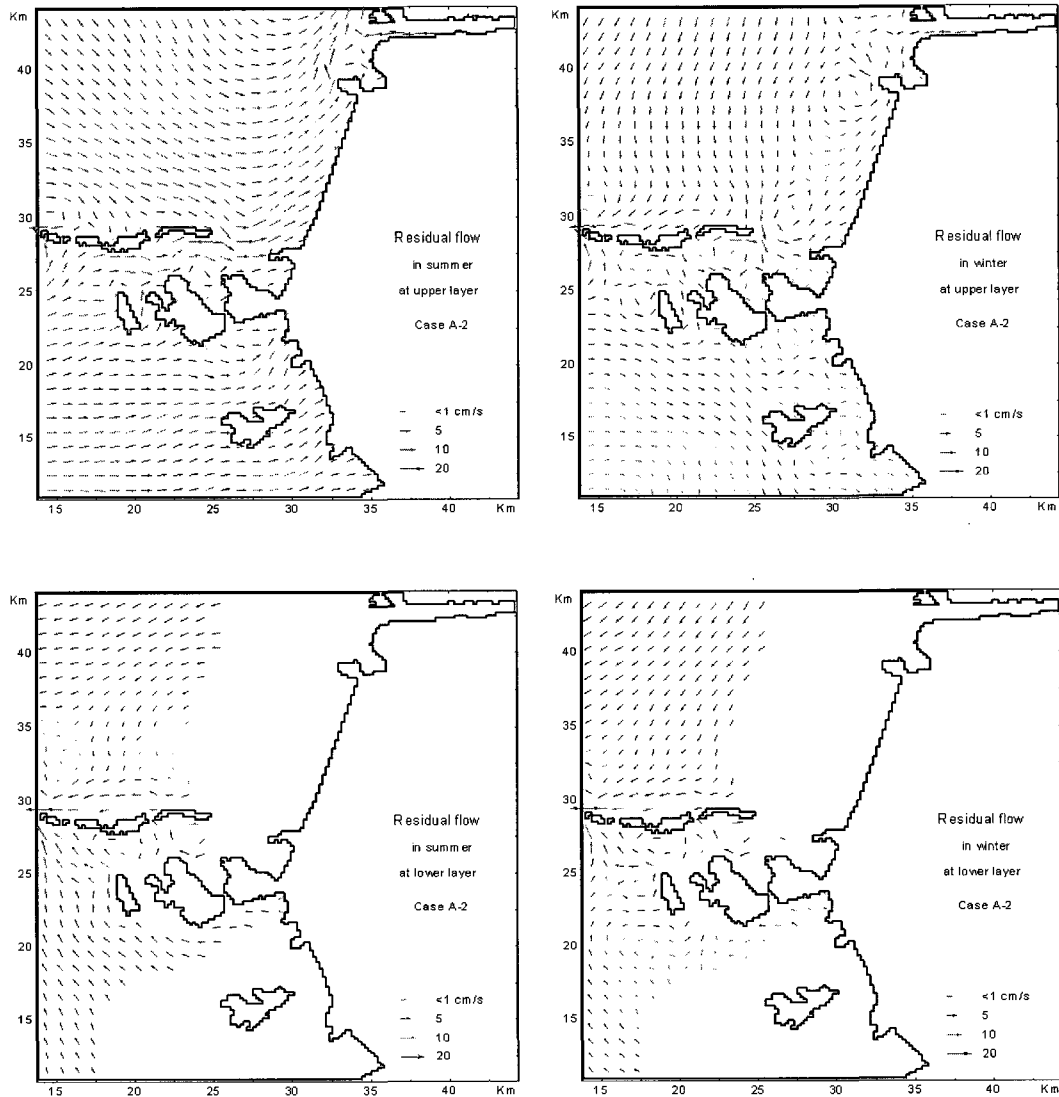 Km
40
35
30
25
20
15
Residual flow
in summer
at upper layer
Case A-2
<1 cm/s
5
10
20
15 20 25 30 35 40 Km
Km
40
35
30
25
20
15
Residual flow
in winter
at upper layer
Case A-2
<1 cm/s
5
10
20
15 20 25 30 35 40 Km
Km
40
35
30
25
20
15
Residual flow
in summer
at lower layer
Case A-2
<1 cm/s
5
10
20
15 20 25 30 35 40 Km
Km
40
35
30
25
20
15
Residual flow
in winter
at lower layer
Case A-2
<1 cm/s
5
10
20
15 20 25 30 35 40 Km